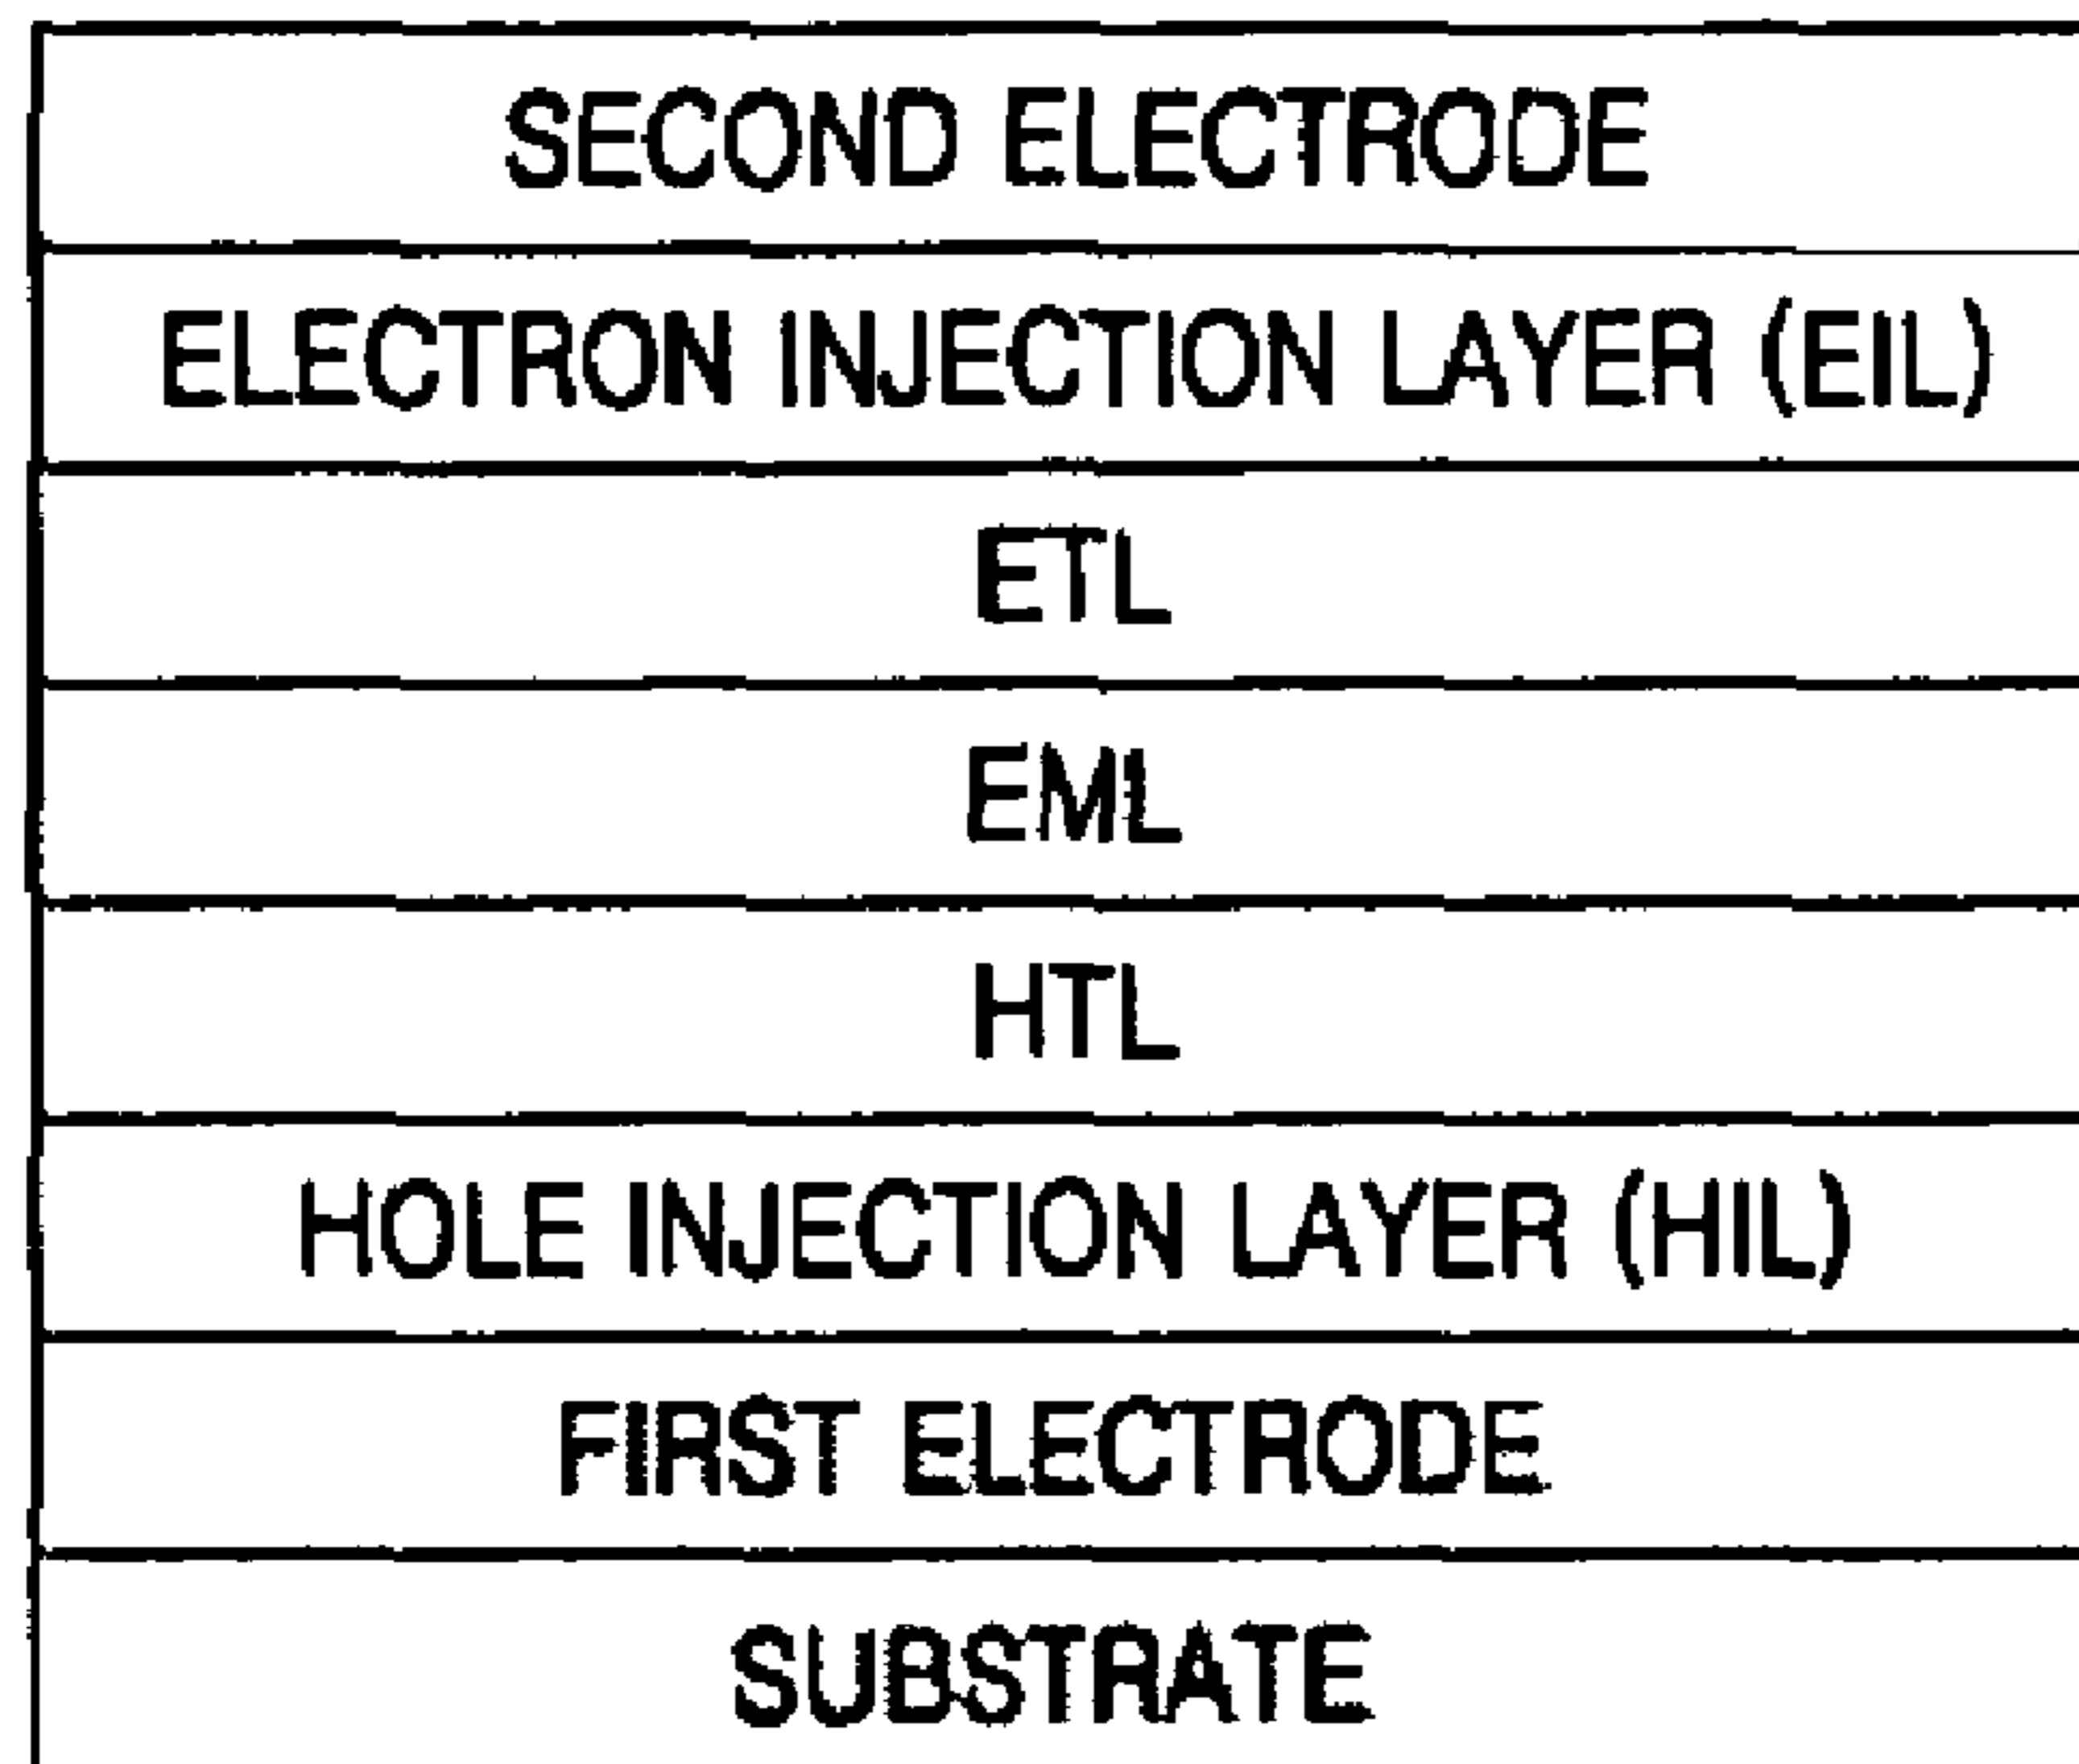 SECOND ELECTRODE
ELECTRON INJECTION LAYER (EIL)
ETL
EML
HTL
HOLE INJECTION LAYER (HIL)
FIRST ELECTRODE
SUBSTRATE